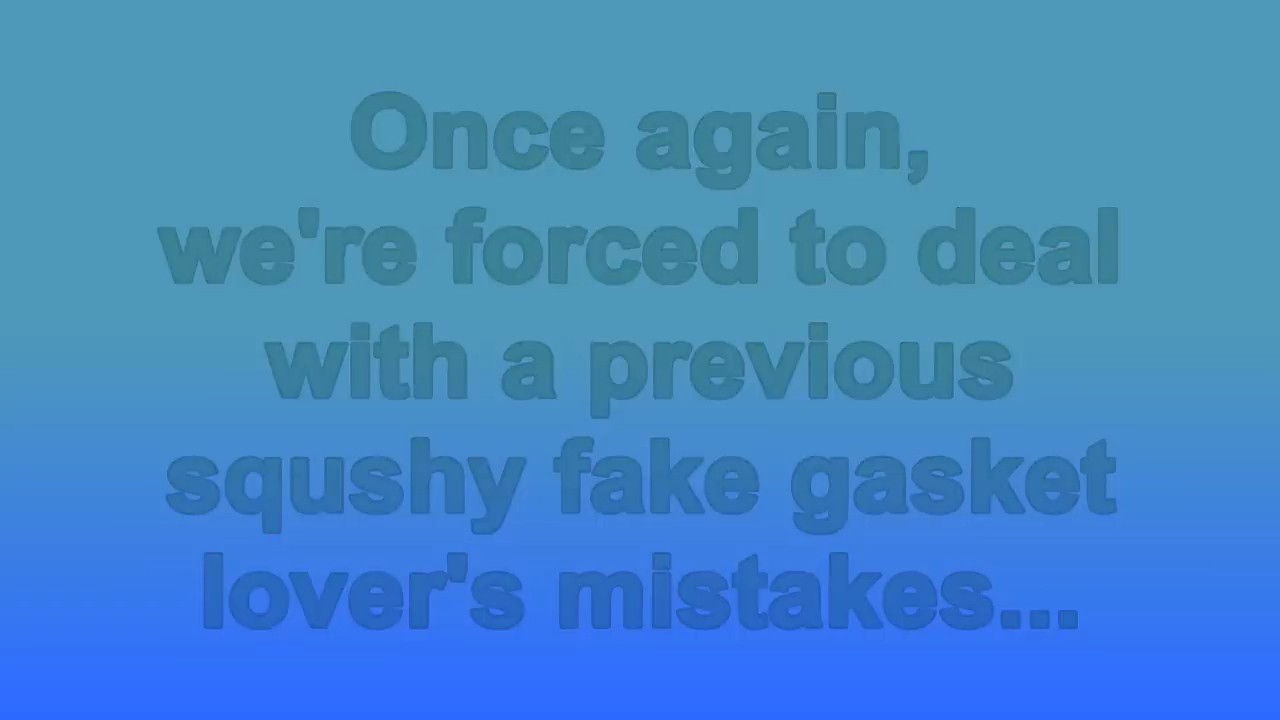 Once again,
we're forced to deal
with a previous
squshy fake gasket
lover's mistakes...